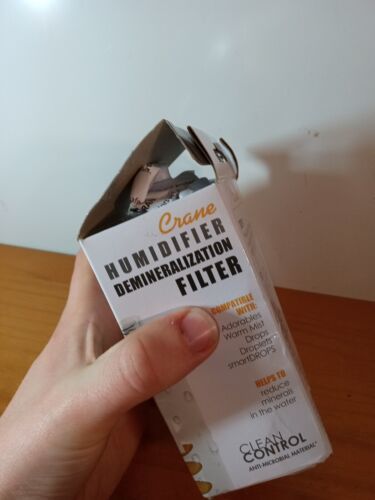 Crane
HUMIDIFIER
DEMINERALIZATION
FILTER
COMPATIBLE
WITH:
Adorables
Warm Mist
Drops
Droplets
smartDROPS
HELPS TO
reduce
minerals
in the water
CLEAN
CONTROL
ANTI-MICROBIAL MATERIAL*